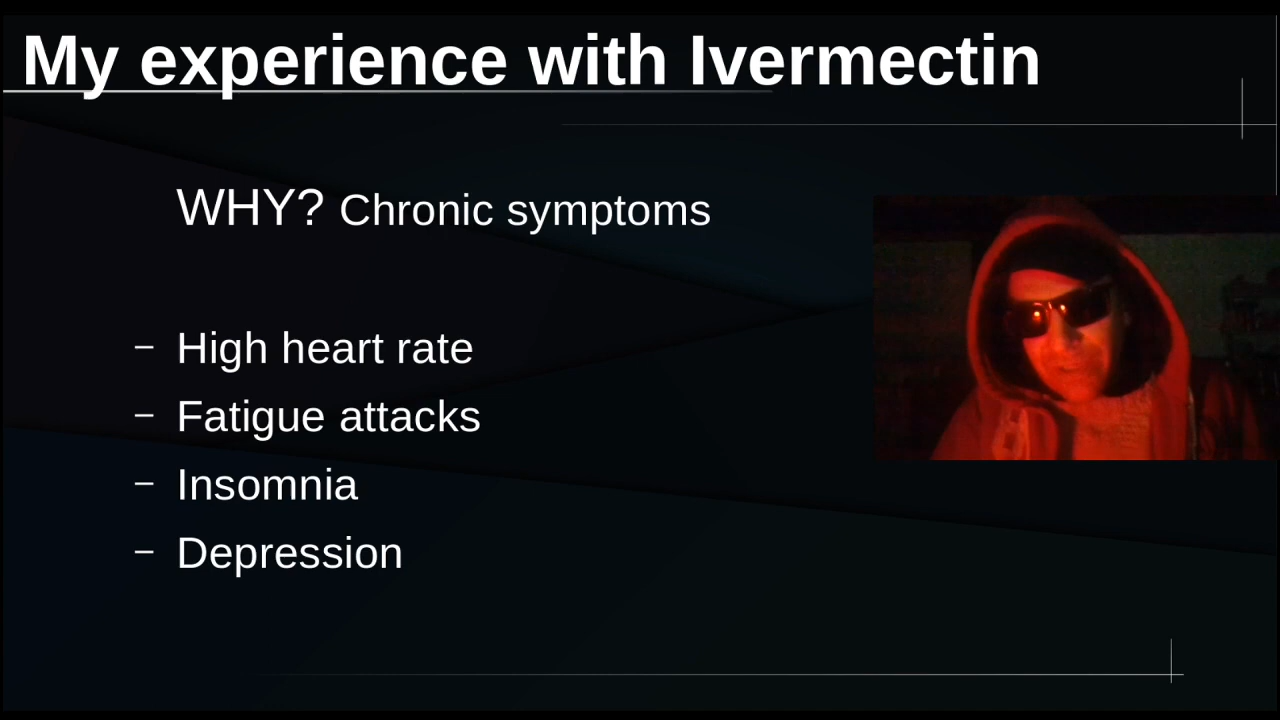 My experience with Ivermectin
WHY? Chronic symptoms
– High heart rate
– Fatigue attacks
– Insomnia
– Depression